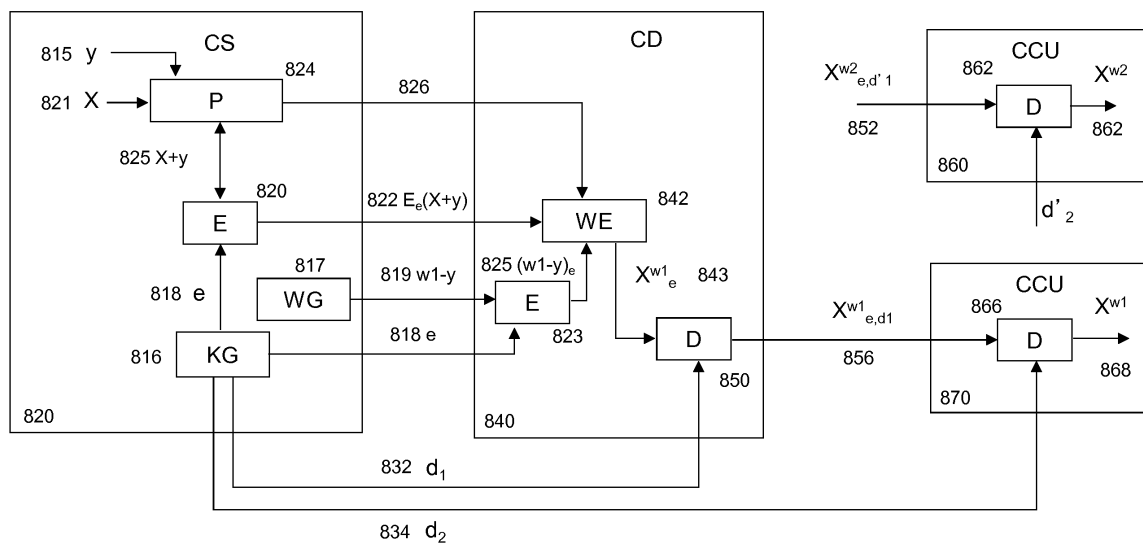 CS
815 y
824
821 X
P
825 X+y
820
E
818 e
817
WG
816
KG
820
826
822 Eₑ(X+y)
819 w1-y
818 e
CD
842
WE
825 (w1-y)ₑ
E
823
Xʷ¹ₑ 843
D
850
840
832 d₁
834 d₂
CCU
Xʷ²ₑ,d'1
862
Xʷ²
D
852
862
860
d'₂
CCU
Xʷ¹ₑ,d1
866
Xʷ¹
D
856
868
870